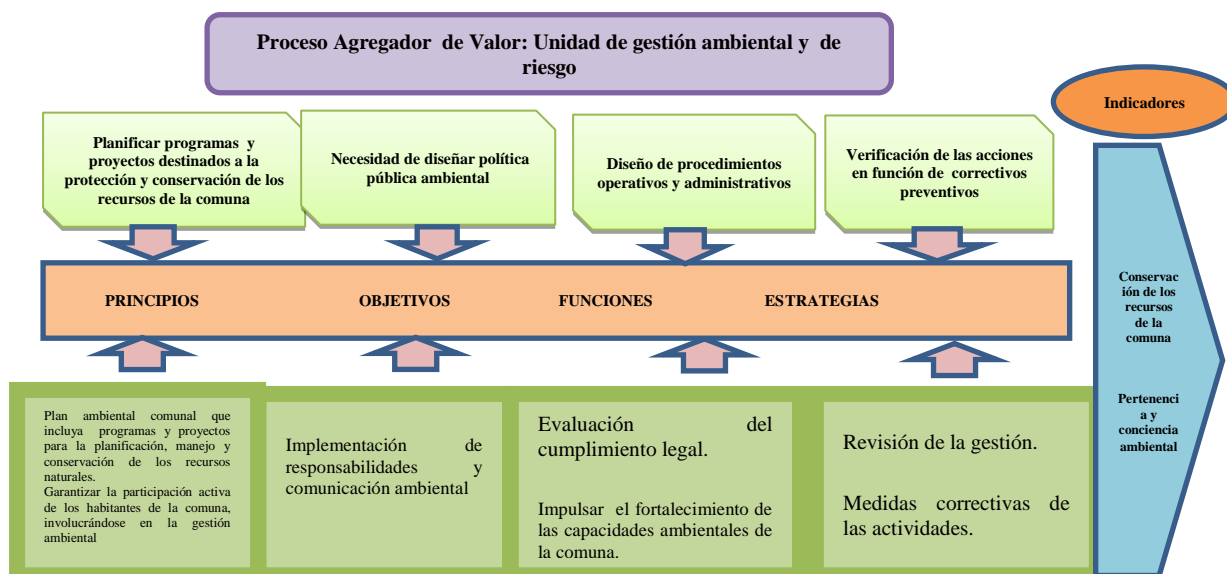 Proceso Agregador de Valor: Unidad de gestión ambiental y de
riesgo
Indicadores
Planificar programas y
proyectos destinados a la
protección y conservación de los
recursos de la comuna
Necesidad de diseñar política
pública ambiental
Diseño de procedimientos
operativos y administrativos
Verificación de las acciones
en función de correctivos
preventivos
PRINCIPIOS OBJETIVOS FUNCIONES ESTRATEGIAS
Conservac
ión de los
recursos
de la
comuna
Pertenenci
a y
conciencia
ambiental
Plan ambiental comunal que
incluya programas y proyectos
para la planificación, manejo y
conservación de los recursos
naturales.
Garantizar la participación activa
de los habitantes de la comuna,
involucrándose en la gestión
ambiental
Implementación de
responsabilidades y
comunicación ambiental
Evaluación del
cumplimiento legal.
Impulsar el fortalecimiento de
las capacidades ambientales de
la comuna.
Revisión de la gestión.
Medidas correctivas de
las actividades.